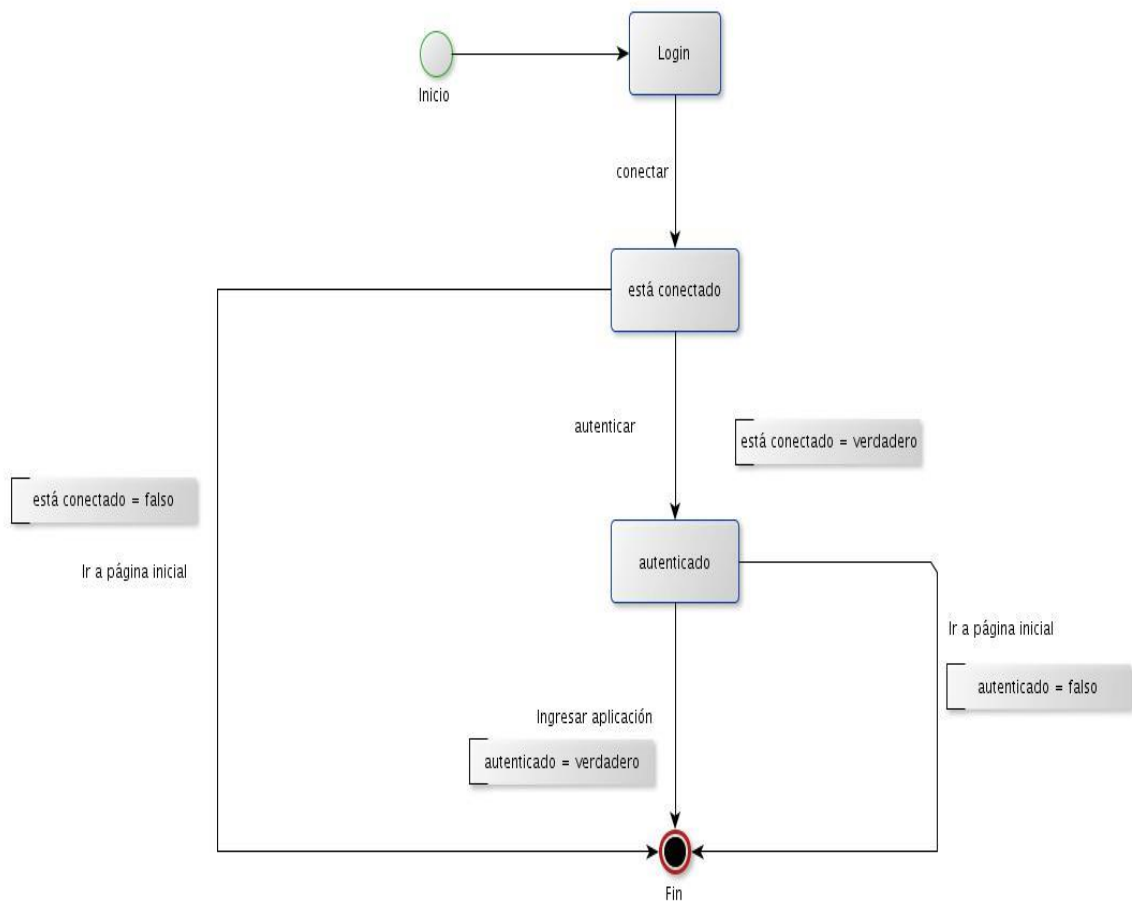 Login
Inicio
conectar
está conectado
autenticar
está conectado = verdadero
está conectado = falso
Ir a página inicial
autenticado
Ir a página inicial
autenticado = falso
Ingresar aplicación
autenticado = verdadero
Fin